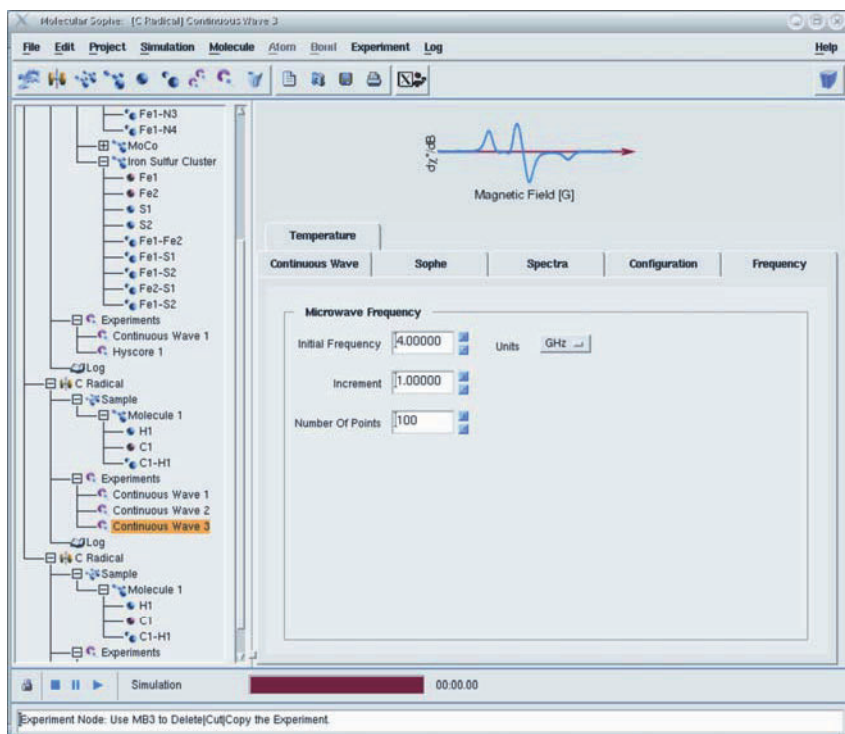 Molecular Sophe: [C Radical] Continuous Wave 3
File Edit Project Simulation Molecule Atom Bond Experiment Log Help
Fe1-N3
Fe1-N4
MoCo
Iron Sulfur Cluster
Fe1
Fe2
S1
S2
Fe1-Fe2
Fe1-S1
Fe1-S2
Fe2-S1
Fe1-S2
Experiments
Continuous Wave 1
Hyscore 1
Log
C Radical
Sample
Molecule 1
H1
C1
C1-H1
Experiments
Continuous Wave 1
Continuous Wave 2
Continuous Wave 3
Log
C Radical
Sample
Molecule 1
H1
C1
C1-H1
Experiments
dχ"/dB
Magnetic Field [G]
Temperature
Continuous Wave Sophe Spectra Configuration Frequency
Microwave Frequency
Initial Frequency 4.00000 Units GHz
Increment 1.00000
Number Of Points 100
Simulation 00:00.00
Experiment Node: Use MB3 to Delete|Cut|Copy the Experiment